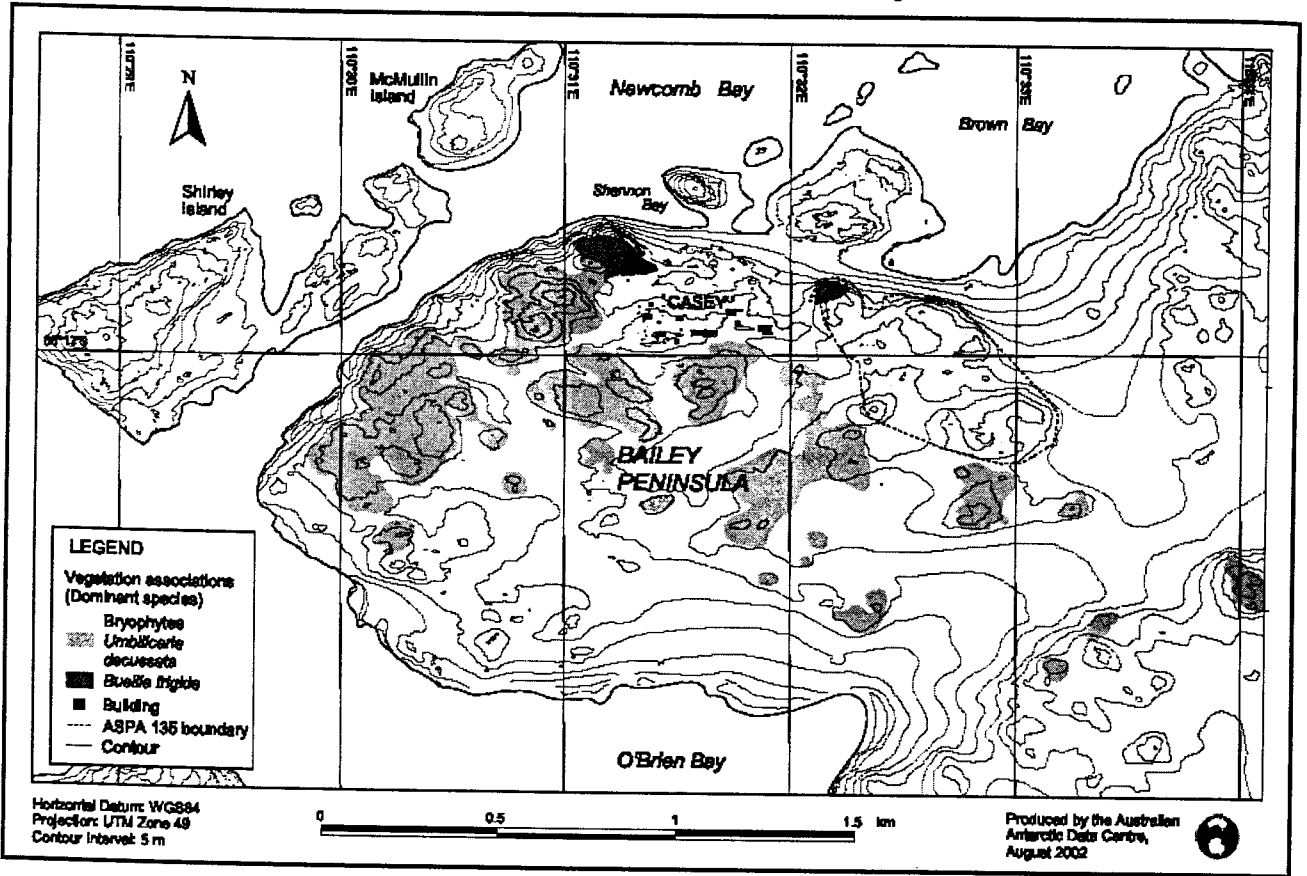 110°29'E
110°30'E
110°31'E
110°32'E
110°33'E
N
McMullin
Island
Newcomb Bay
Brown Bay
Shirley
Island
Shannon
Bay
CASEY
BAILEY
PENINSULA
O'Brien Bay
LEGEND
Vegetation associations
(Dominant species)
Bryophytes
Umbilicaria
decussata
Buellia frigida
Building
ASPA 135 boundary
Contour
Horizontal Datum: WGS84
Projection: UTM Zone 49
Contour Interval: 5 m
0 0.5 1 1.5 km
Produced by the Australian
Antarctic Data Centre,
August 2002